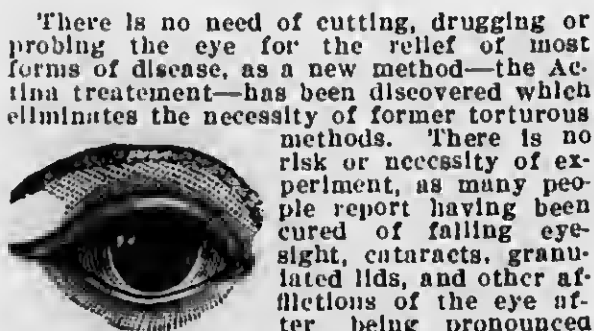 There is no need of cutting, drugging or
probing the eye for the relief of most
forms of disease, as a new method—the Ac-
tina treatement—has been discovered which
eliminates the necessity of former torturous
methods. There is no
risk or necessity of ex-
periment, as many peo-
ple report having been
cured of falling eye-
sight, cataracts, granu-
lated lids, and other af-
flictions of the eye af-
ter being pronounced